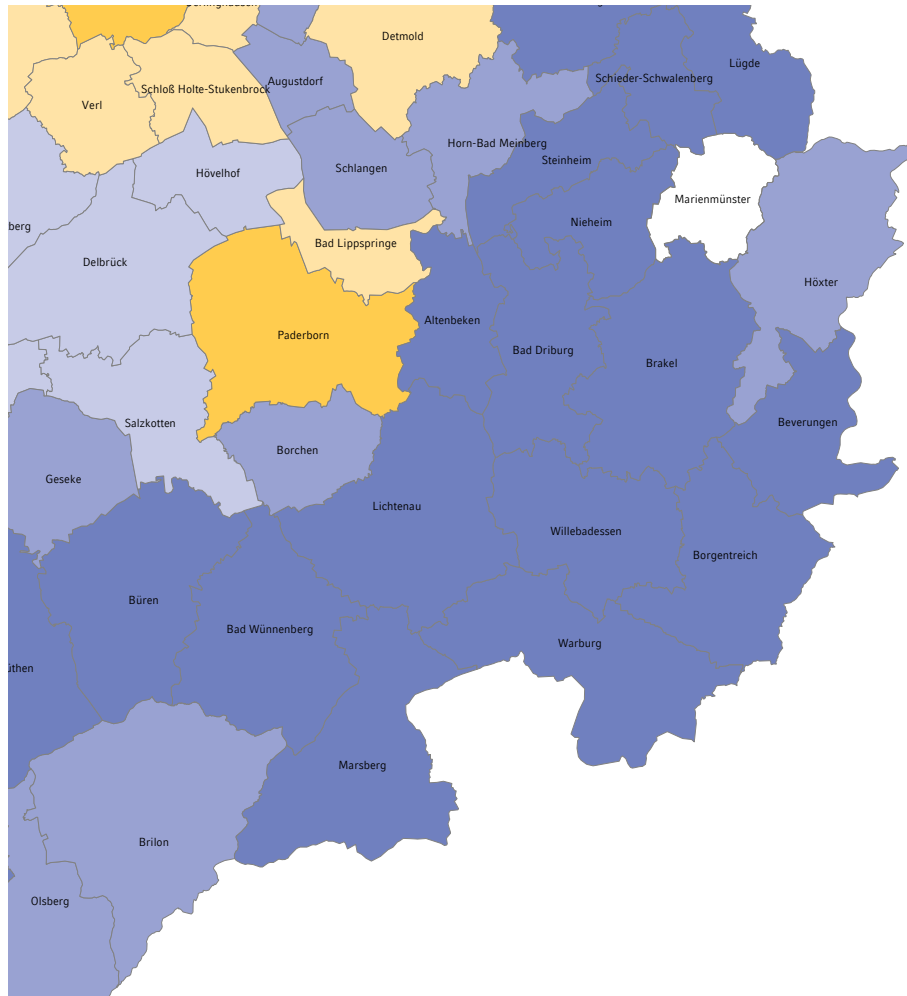 Detmold
Lügde
Schieder-Schwalenberg
Augustdorf
Schloß Holte-Stukenbrock
Verl
Horn-Bad Meinberg
Steinheim
Schlangen
Hövelhof
Marienmünster
Nieheim
berg
Bad Lippspringe
Delbrück
Höxter
Altenbeken
Paderborn
Bad Driburg
Brakel
Salzkotten
Beverungen
Borchen
Geseke
Lichtenau
Willebadessen
Borgentreich
Büren
Bad Wünnenberg
Warburg
üthen
Marsberg
Brilon
Olsberg